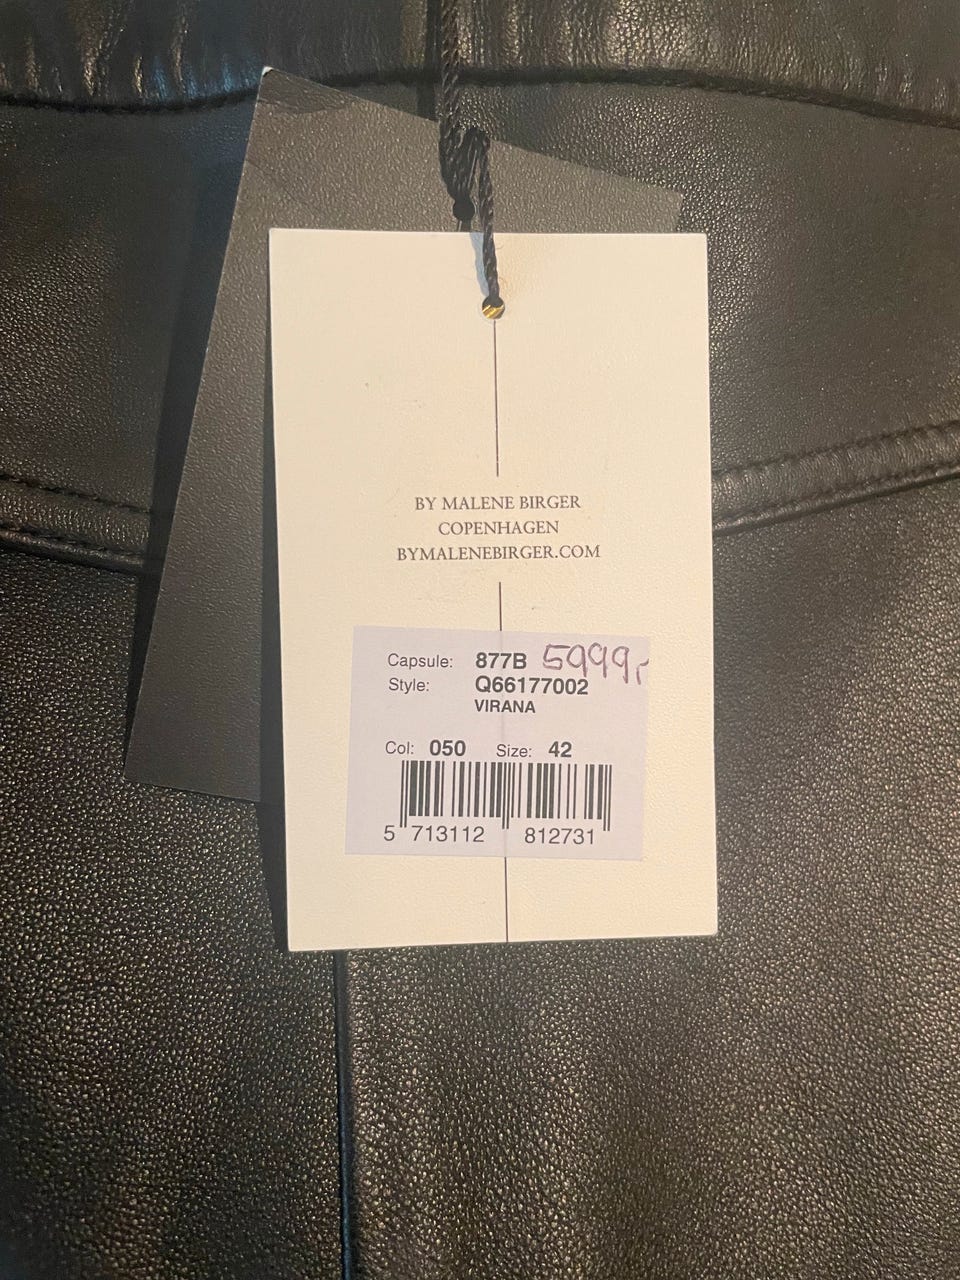 BY MALENE BIRGER
COPENHAGEN
BYMALENEBIRGER.COM
Capsule: 877B 5999,-
Style: Q66177002
VIRANA
Col: 050 Size: 42
5 713112 812731